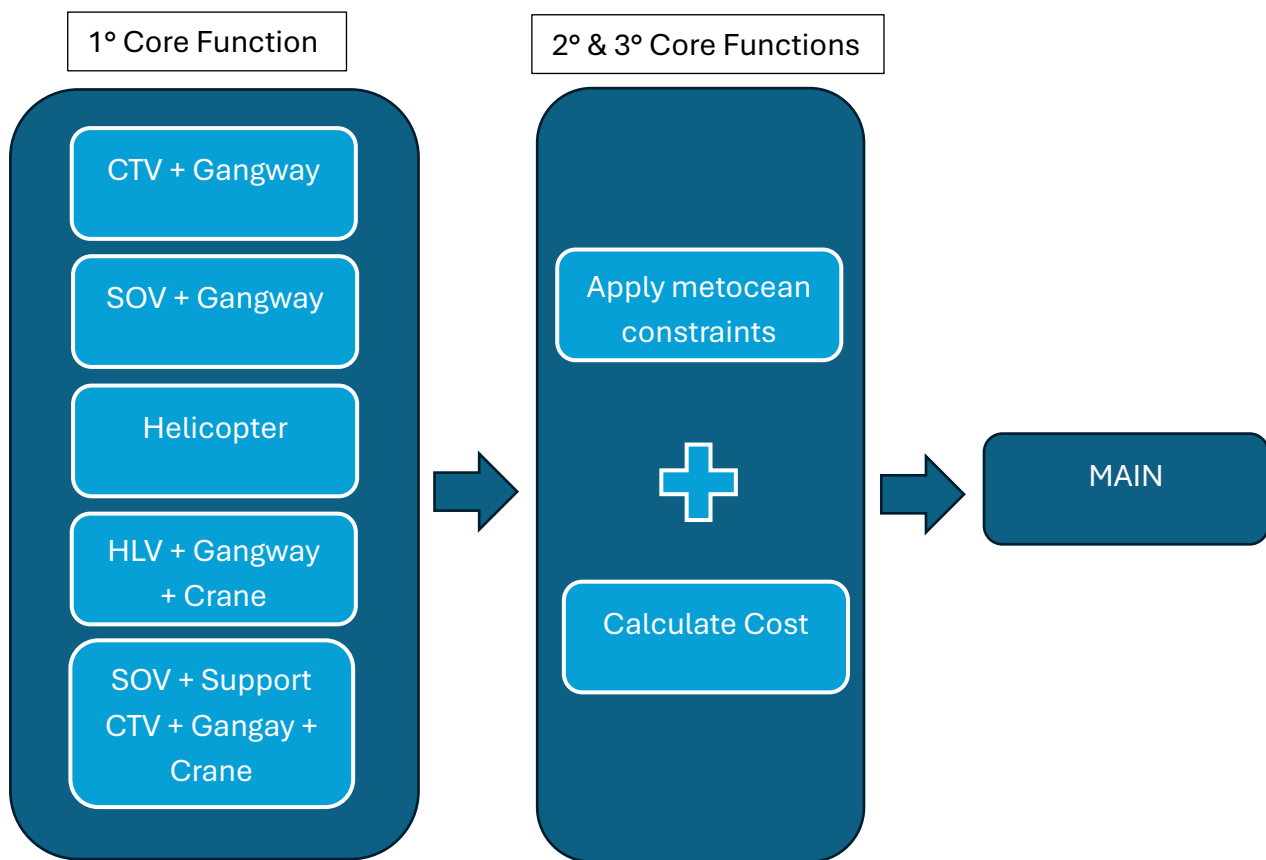 1° Core Function
CTV + Gangway
SOV + Gangway
Helicopter
HLV + Gangway
+ Crane
SOV + Support
CTV + Gangay +
Crane
2° & 3° Core Functions
Apply metocean
constraints
Calculate Cost
MAIN